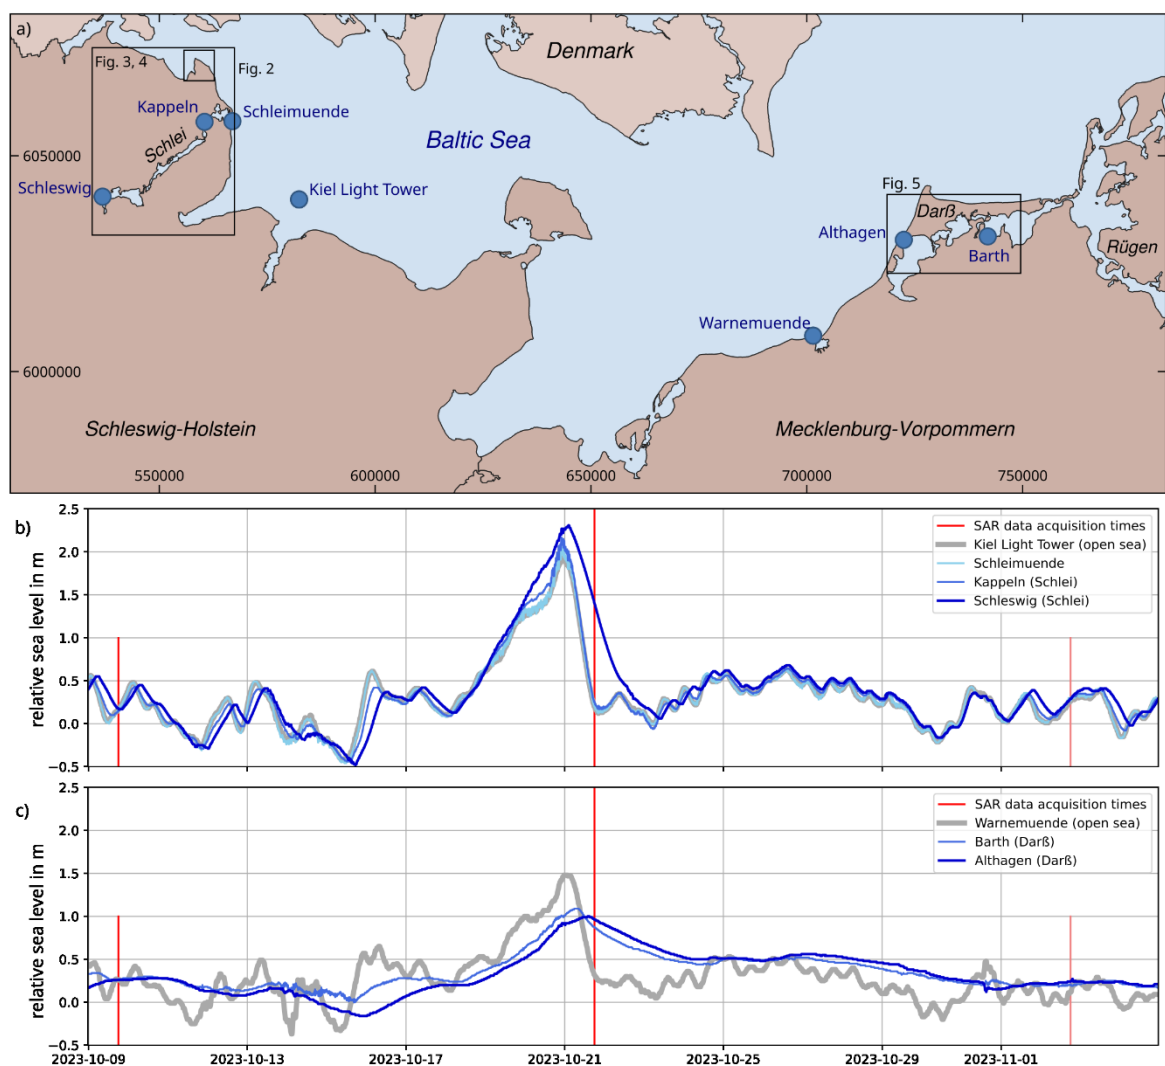 a)
Denmark
Fig. 3, 4
Fig. 2
Kappeln
Schleimuende
Schlei
Baltic Sea
6050000
Schleswig
Kiel Light Tower
Fig. 5
Darß
Althagen
Barth
Rügen
Warnemuende
6000000
Schleswig-Holstein
Mecklenburg-Vorpommern
550000
600000
650000
700000
750000
b)
relative sea level in m
2.5
2.0
1.5
1.0
0.5
0.0
−0.5
SAR data acquisition times
Kiel Light Tower (open sea)
Schleimuende
Kappeln (Schlei)
Schleswig (Schlei)
c)
relative sea level in m
2.5
2.0
1.5
1.0
0.5
0.0
−0.5
SAR data acquisition times
Warnemuende (open sea)
Barth (Darß)
Althagen (Darß)
2023-10-09
2023-10-13
2023-10-17
2023-10-21
2023-10-25
2023-10-29
2023-11-01